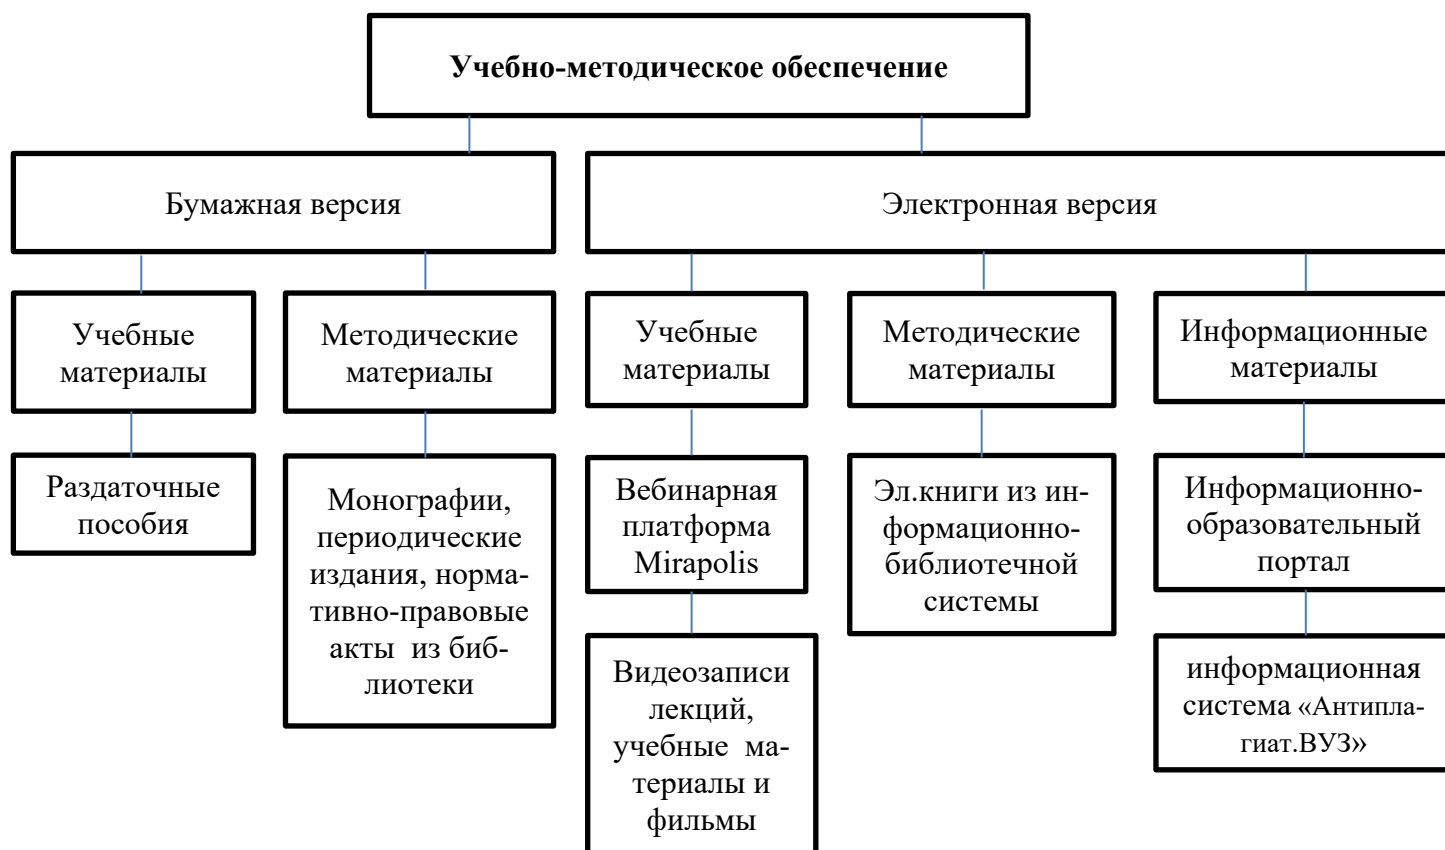 Учебно-методическое обеспечение
Бумажная версия
Электронная версия
Учебные
материалы
Методические
материалы
Учебные
материалы
Методические
материалы
Информационные
материалы
Раздаточные
пособия
Монографии,
периодические
издания, норма-
тивно-правовые
акты из биб-
лиотеки
Вебинарная
платформа
Mirapolis
Эл.книги из ин-
формационно-
библиотечной
системы
Информационно-
образовательный
портал
Видеозаписи
лекций,
учебные ма-
териалы и
фильмы
информационная
система «Антипла-
гиат.ВУЗ»